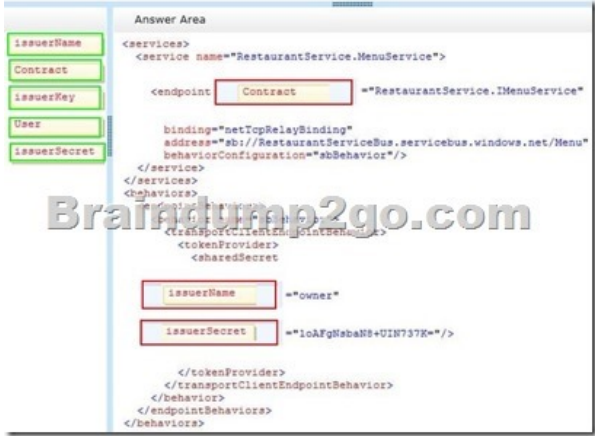 Answer Area
issuerName
Contract
issuerKey
User
issuerSecret
<services>
<service name="RestaurantService.MenuService">
<endpoint Contract ="RestaurantService.IMenuService"
binding="netTcpRelayBinding"
address="sb://RestaurantServiceBus.servicebus.windows.net/Menu"
behaviorConfiguration="sbBehavior"/>
</service>
</services>
<behaviors>
Braindump2go.com
<transportClientEndpointBehavior>
<tokenProvider>
<sharedSecret
issuerName ="owner"
issuerSecret ="1oAFgNsbaN8+UIN737K="/>
</tokenProvider>
</transportClientEndpointBehavior>
</behavior>
</endpointBehaviors>
</behaviors>